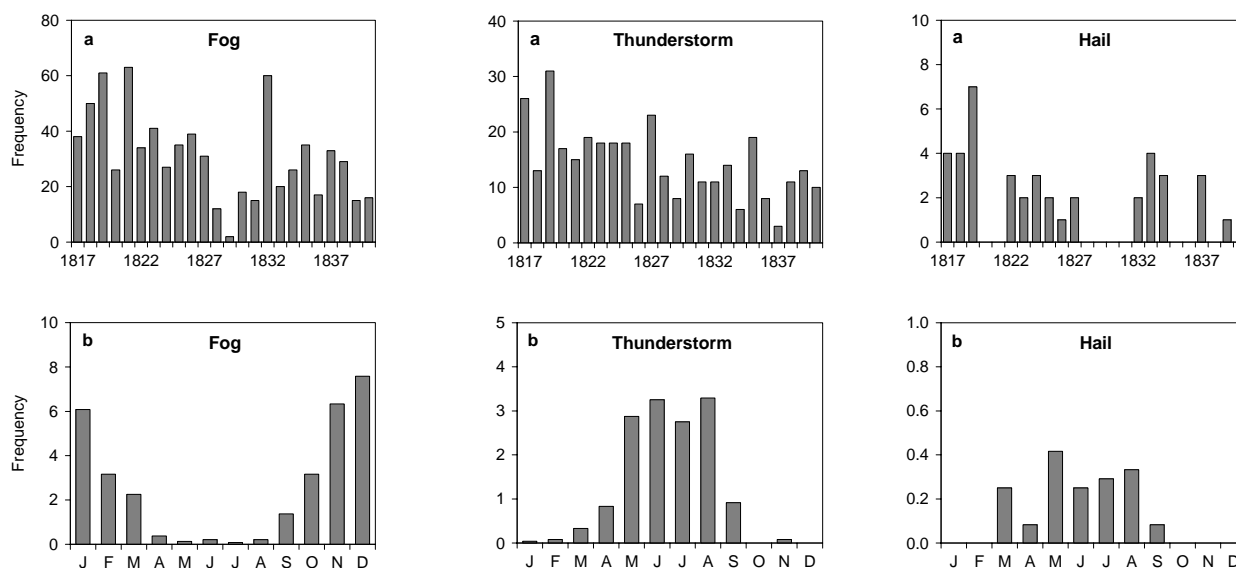 a Fog
80
60
40
20
0
Frequency
1817 1822 1827 1832 1837
a Thunderstorm
40
30
20
10
0
1817 1822 1827 1832 1837
a Hail
10
8
6
4
2
0
1817 1822 1827 1832 1837
b Fog
10
8
6
4
2
0
Frequency
J F M A M J J A S O N D
b Thunderstorm
5
4
3
2
1
0
J F M A M J J A S O N D
b Hail
1.0
0.8
0.6
0.4
0.2
0.0
J F M A M J J A S O N D